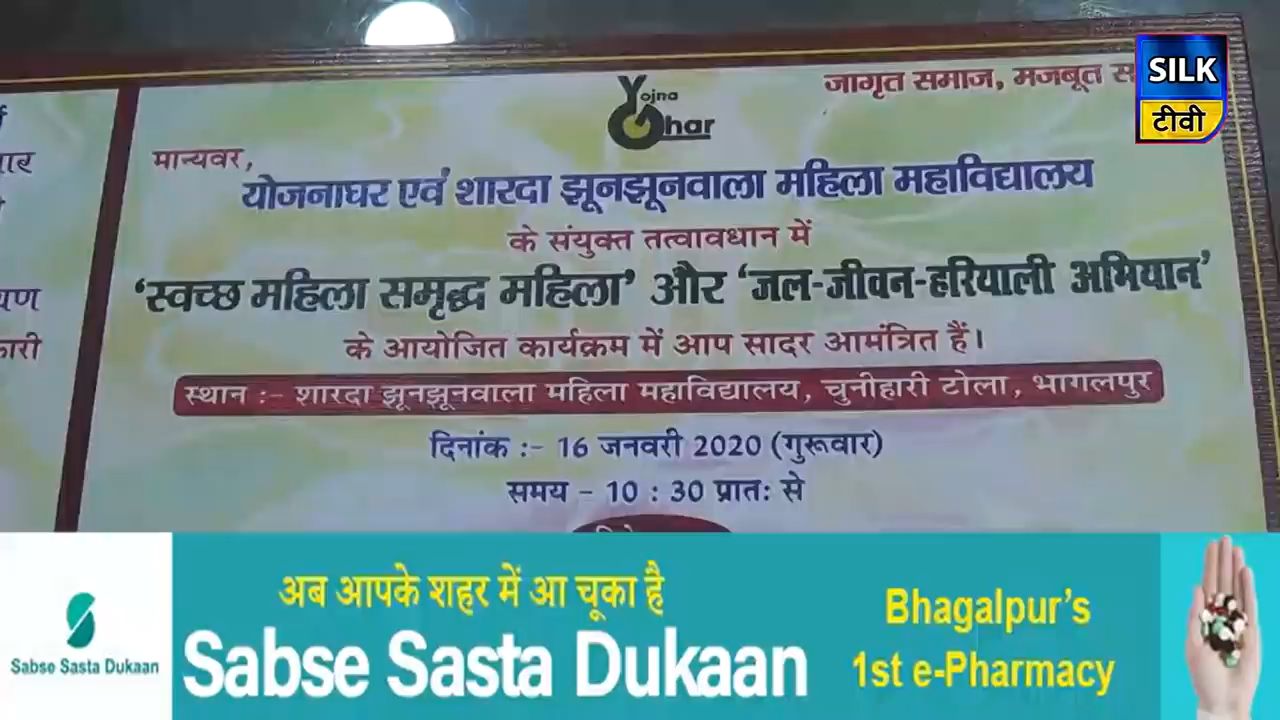 जागृत समाज, मजबूत
SILK
टीवी
Yojna
Ghar
मान्यवर,
योजनाघर एवं शारदा झूनझूनवाला महिला महाविद्यालय
के संयुक्त तत्वावधान में
‘स्वच्छ महिला समृद्ध महिला’ और ‘जल-जीवन-हरियाली अभियान’
के आयोजित कार्यक्रम में आप सादर आमंत्रित हैं।
स्थान :- शारदा झूनझूनवाला महिला महाविद्यालय, चुनीहारी टोला, भागलपुर
दिनांक :- 16 जनवरी 2020 (गुरूवार)
समय - 10 : 30 प्रातः से
अब आपके शहर में आ चूका है
Sabse Sasta Dukaan
Sabse Sasta Dukaan
Bhagalpur's
1st e-Pharmacy